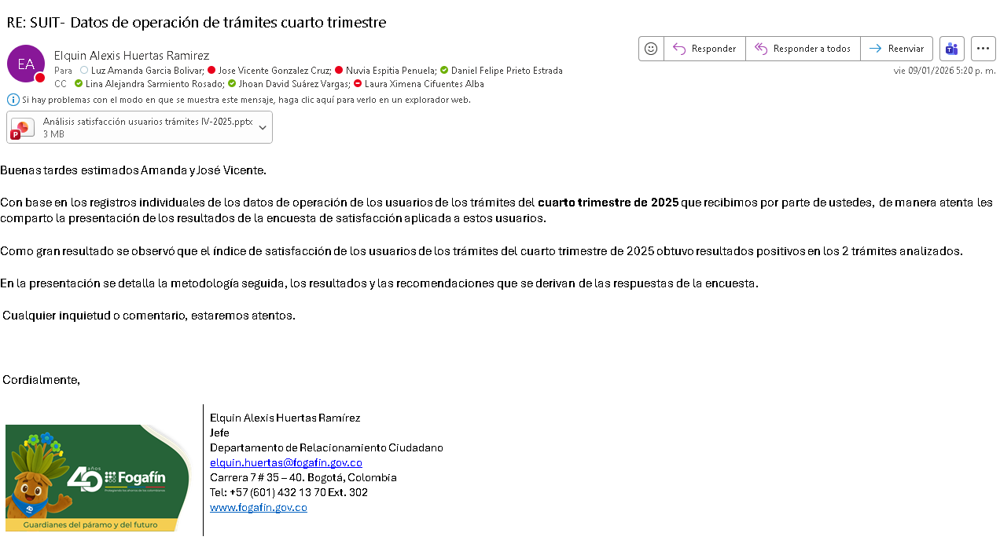 RE: SUIT- Datos de operación de trámites cuarto trimestre
EA
Elquin Alexis Huertas Ramirez
Para Luz Amanda Garcia Bolivar; Jose Vicente Gonzalez Cruz; Nuvia Espitia Penuela; Daniel Felipe Prieto Estrada
CC Lina Alejandra Sarmiento Rosado; Jhoan David Suárez Vargas; Laura Ximena Cifuentes Alba
Responder Responder a todos Reenviar
vie 09/01/2026 5:20 p. m.
Si hay problemas con el modo en que se muestra este mensaje, haga clic aquí para verlo en un explorador web.
Análisis satisfacción usuarios trámites IV-2025.pptx
3 MB
Buenas tardes estimados Amanda y José Vicente.
Con base en los registros individuales de los datos de operación de los usuarios de los trámites del cuarto trimestre de 2025 que recibimos por parte de ustedes, de manera atenta les
comparto la presentación de los resultados de la encuesta de satisfacción aplicada a estos usuarios.
Como gran resultado se observó que el índice de satisfacción de los usuarios de los trámites del cuarto trimestre de 2025 obtuvo resultados positivos en los 2 trámites analizados.
En la presentación se detalla la metodología seguida, los resultados y las recomendaciones que se derivan de las respuestas de la encuesta.
Cualquier inquietud o comentario, estaremos atentos.
Cordialmente,
40 años Fogafín
Protegiendo los ahorros de los colombianos
Guardianes del páramo y del futuro
Elquin Alexis Huertas Ramírez
Jefe
Departamento de Relacionamiento Ciudadano
elquin.huertas@fogafin.gov.co
Carrera 7 # 35 – 40. Bogotá, Colombia
Tel: +57 (601) 432 13 70 Ext. 302
www.fogafin.gov.co